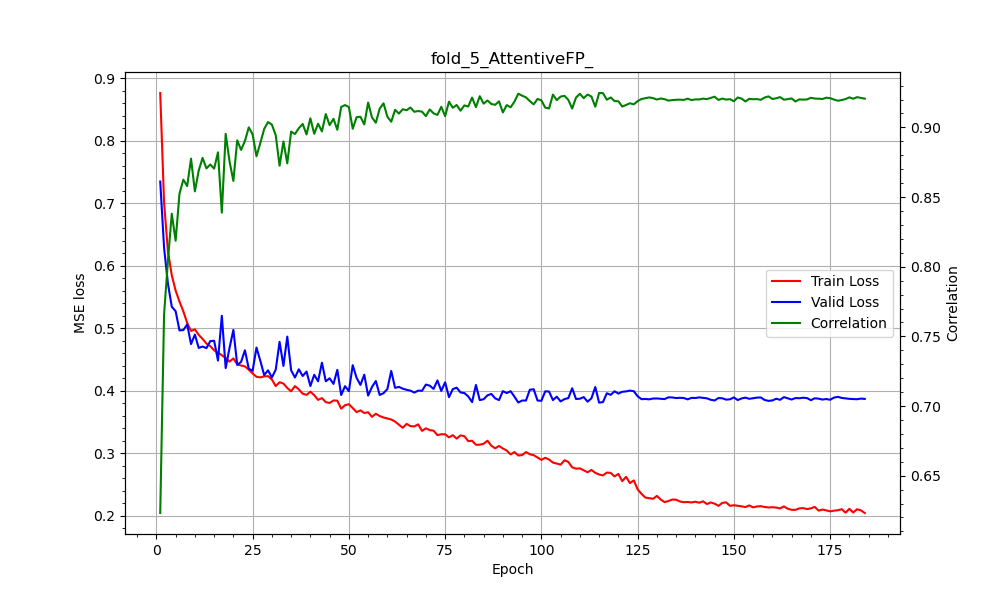 fold_5_AttentiveFP_
0.9
0.8
0.7
0.6
0.5
0.4
0.3
0.2
MSE loss
0.90
0.85
0.80
0.75
0.70
0.65
Correlation
Train Loss
Valid Loss
Correlation
0 25 50 75 100 125 150 175
Epoch